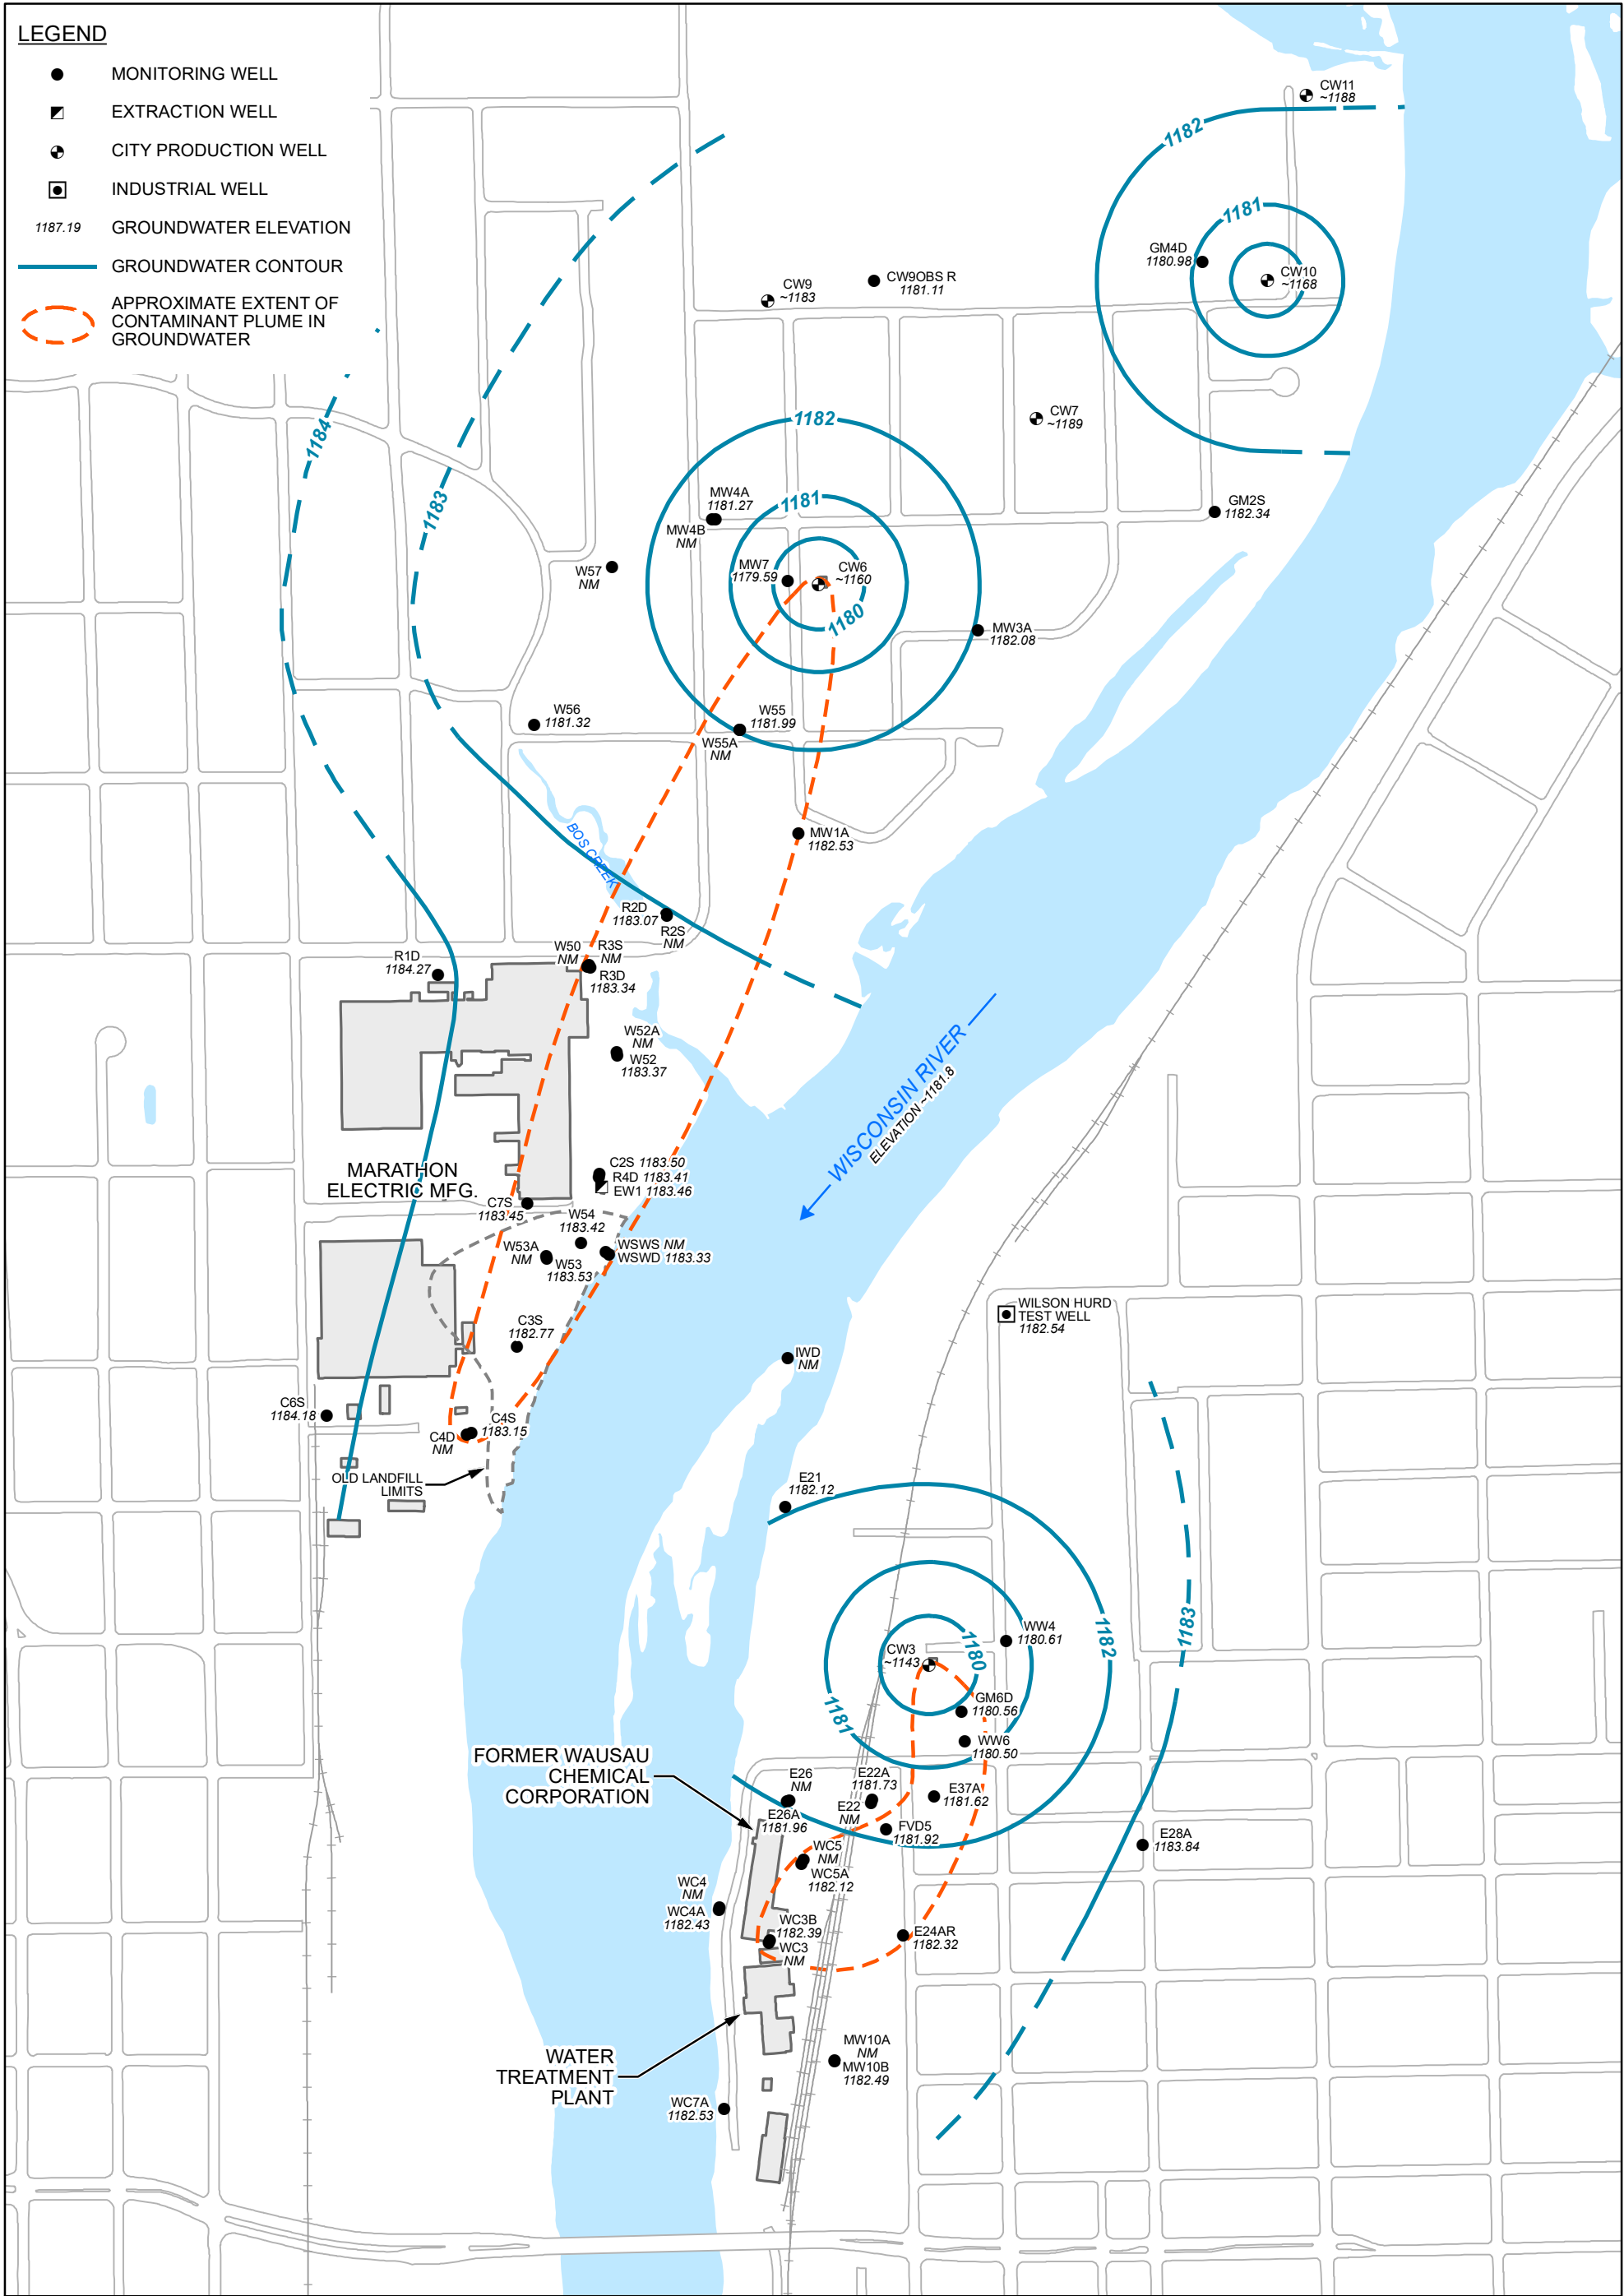 LEGEND
MONITORING WELL
EXTRACTION WELL
CITY PRODUCTION WELL
INDUSTRIAL WELL
1187.19 GROUNDWATER ELEVATION
GROUNDWATER CONTOUR
APPROXIMATE EXTENT OF
CONTAMINANT PLUME IN
GROUNDWATER
CW11
~1188
1182
1181
GM4D
1180.98
CW10
~1168
CW9
~1183
CW9OBS R
1181.11
CW7
~1189
1184
1183
1182
MW4A
1181.27
MW4B
NM
1181
GM2S
1182.34
W57
NM
MW7
1179.59
CW6
~1160
1180
MW3A
1182.08
W56
1181.32
W55
1181.99
W55A
NM
BOS CREEK
MW1A
1182.53
R2D
1183.07
R2S
NM
W50
NM
R3S
NM
R3D
1183.34
R1D
1184.27
W52A
NM
W52
1183.37
WISCONSIN RIVER
ELEVATION ~1181.8
MARATHON
ELECTRIC MFG.
C2S 1183.50
R4D 1183.41
EW1 1183.46
C7S
1183.45
W54
1183.42
W53A
NM
W53
1183.53
WSWS NM
WSWD 1183.33
WILSON HURD
TEST WELL
1182.54
C3S
1182.77
IWD
NM
C6S
1184.18
C4D
NM
C4S
1183.15
OLD LANDFILL
LIMITS
E21
1182.12
1183
1182
WW4
1180.61
CW3
~1143
1180
GM6D
1180.56
1181
WW6
1180.50
FORMER WAUSAU
CHEMICAL
CORPORATION
E26
NM
E26A
1181.96
E22A
1181.73
E22
NM
E37A
1181.62
FVD5
1181.92
E28A
1183.84
WC5
NM
WC5A
1182.12
WC4
NM
WC4A
1182.43
WC3B
1182.39
WC3
NM
E24AR
1182.32
WATER
TREATMENT
PLANT
MW10A
NM
MW10B
1182.49
WC7A
1182.53